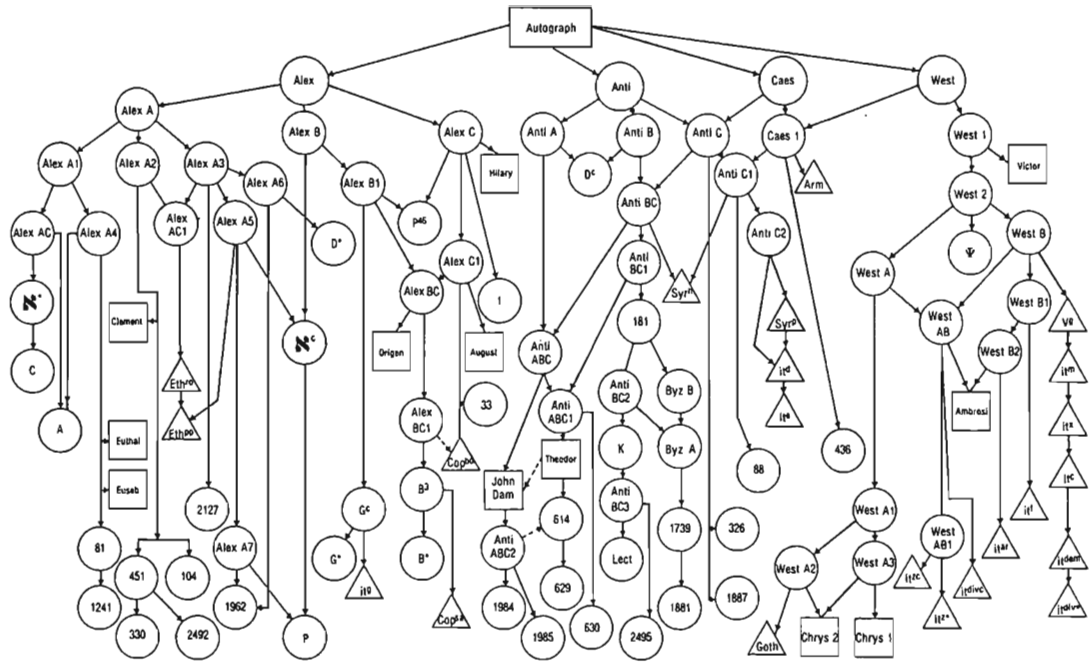 Autograph
Alex
Anti
Caes
West
Alex A
Alex B
Alex C
Anti A
Anti B
Anti C
Caes 1
West 1
Alex A1
Alex A2
Alex A3
Alex A6
Alex B1
Hilary
Dᶜ
Anti C1
Arm
Victor
Alex AC
Alex A4
Alex AC1
Alex A5
D*
P46
Anti BC
Anti C2
West 2
Ψ
West B
Alex C1
Anti BC1
West A
Alex BC
1
Syrʰ
West B1
ℵ*
Clement
ℵᶜ
Origen
August
Anti ABC
181
Syrᵖ
West AB
West B2
Vg
C
Ethʳᵒ
itᵈ
itᵐ
A
Ethᵖᵖ
Alex BC1
33
Anti ABC1
Anti BC2
Byz B
itᵉ
Ambrosi
itˣ
Euthal
Copᵇᵒ
Theodor
K
Byz A
88
436
itᶜ
Euseb
2127
Gᶜ
B³
John Dam
Anti BC3
West A1
81
Alex A7
614
1739
326
West AB1
itᵃʳ
itᶠ
itᵈᵉᵐ
451
104
G*
itᵍ
B*
Anti ABC2
Lect
West A2
West A3
itᶻᶜ
itᵈⁱᵛᶜ
itᵈⁱᵛ*
1241
330
2492
1962
P
Copˢᵃ
1984
1985
629
630
2495
1881
1887
Goth
Chrys 2
Chrys 1
itᶻ*